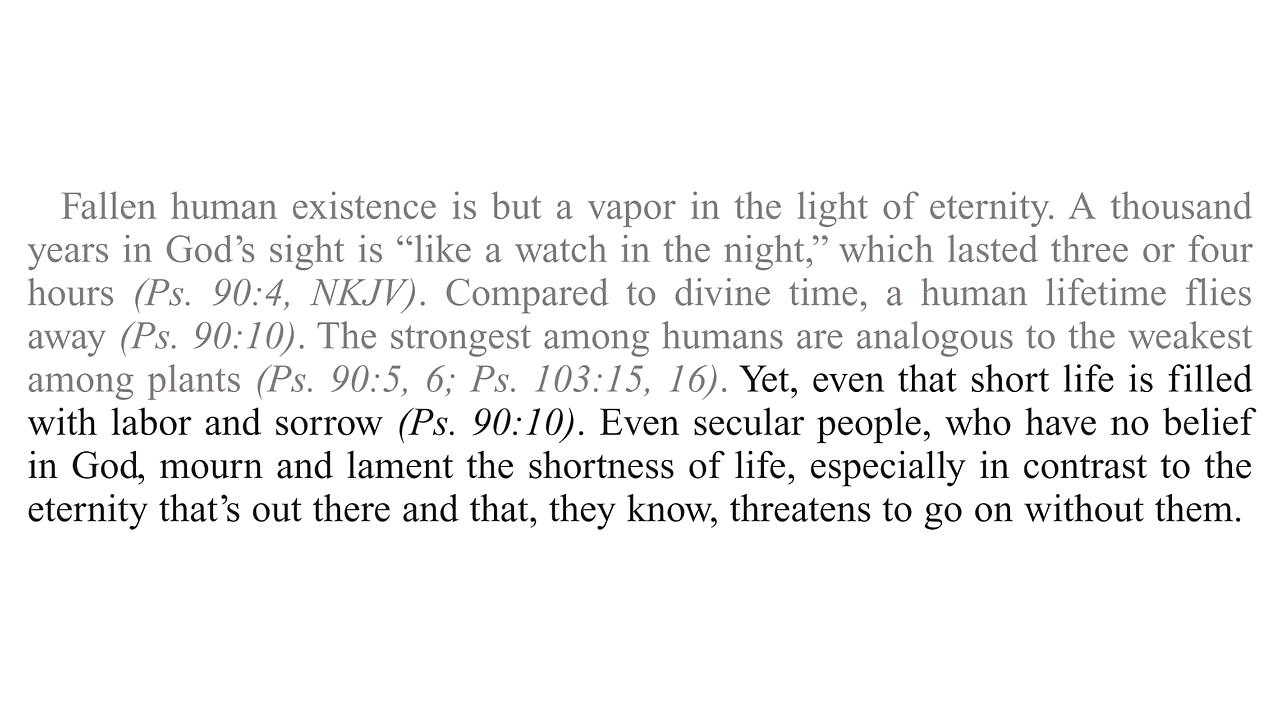 Fallen human existence is but a vapor in the light of eternity. A thousand
years in God’s sight is “like a watch in the night,” which lasted three or four
hours (Ps. 90:4, NKJV). Compared to divine time, a human lifetime flies
away (Ps. 90:10). The strongest among humans are analogous to the weakest
among plants (Ps. 90:5, 6; Ps. 103:15, 16). Yet, even that short life is filled
with labor and sorrow (Ps. 90:10). Even secular people, who have no belief
in God, mourn and lament the shortness of life, especially in contrast to the
eternity that’s out there and that, they know, threatens to go on without them.